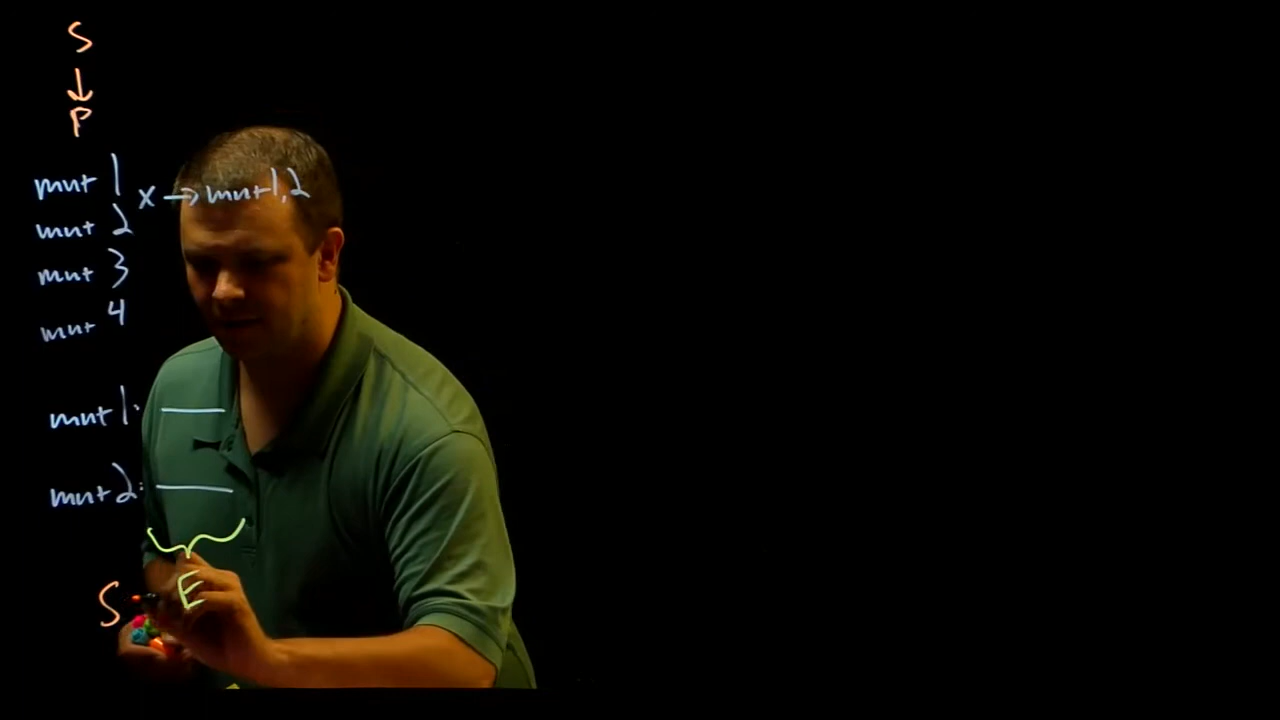 S
↓
P
mut 1
x → mut 1,2
mut 2
mut 3
mut 4
mut 1:
mut 2:
E
S